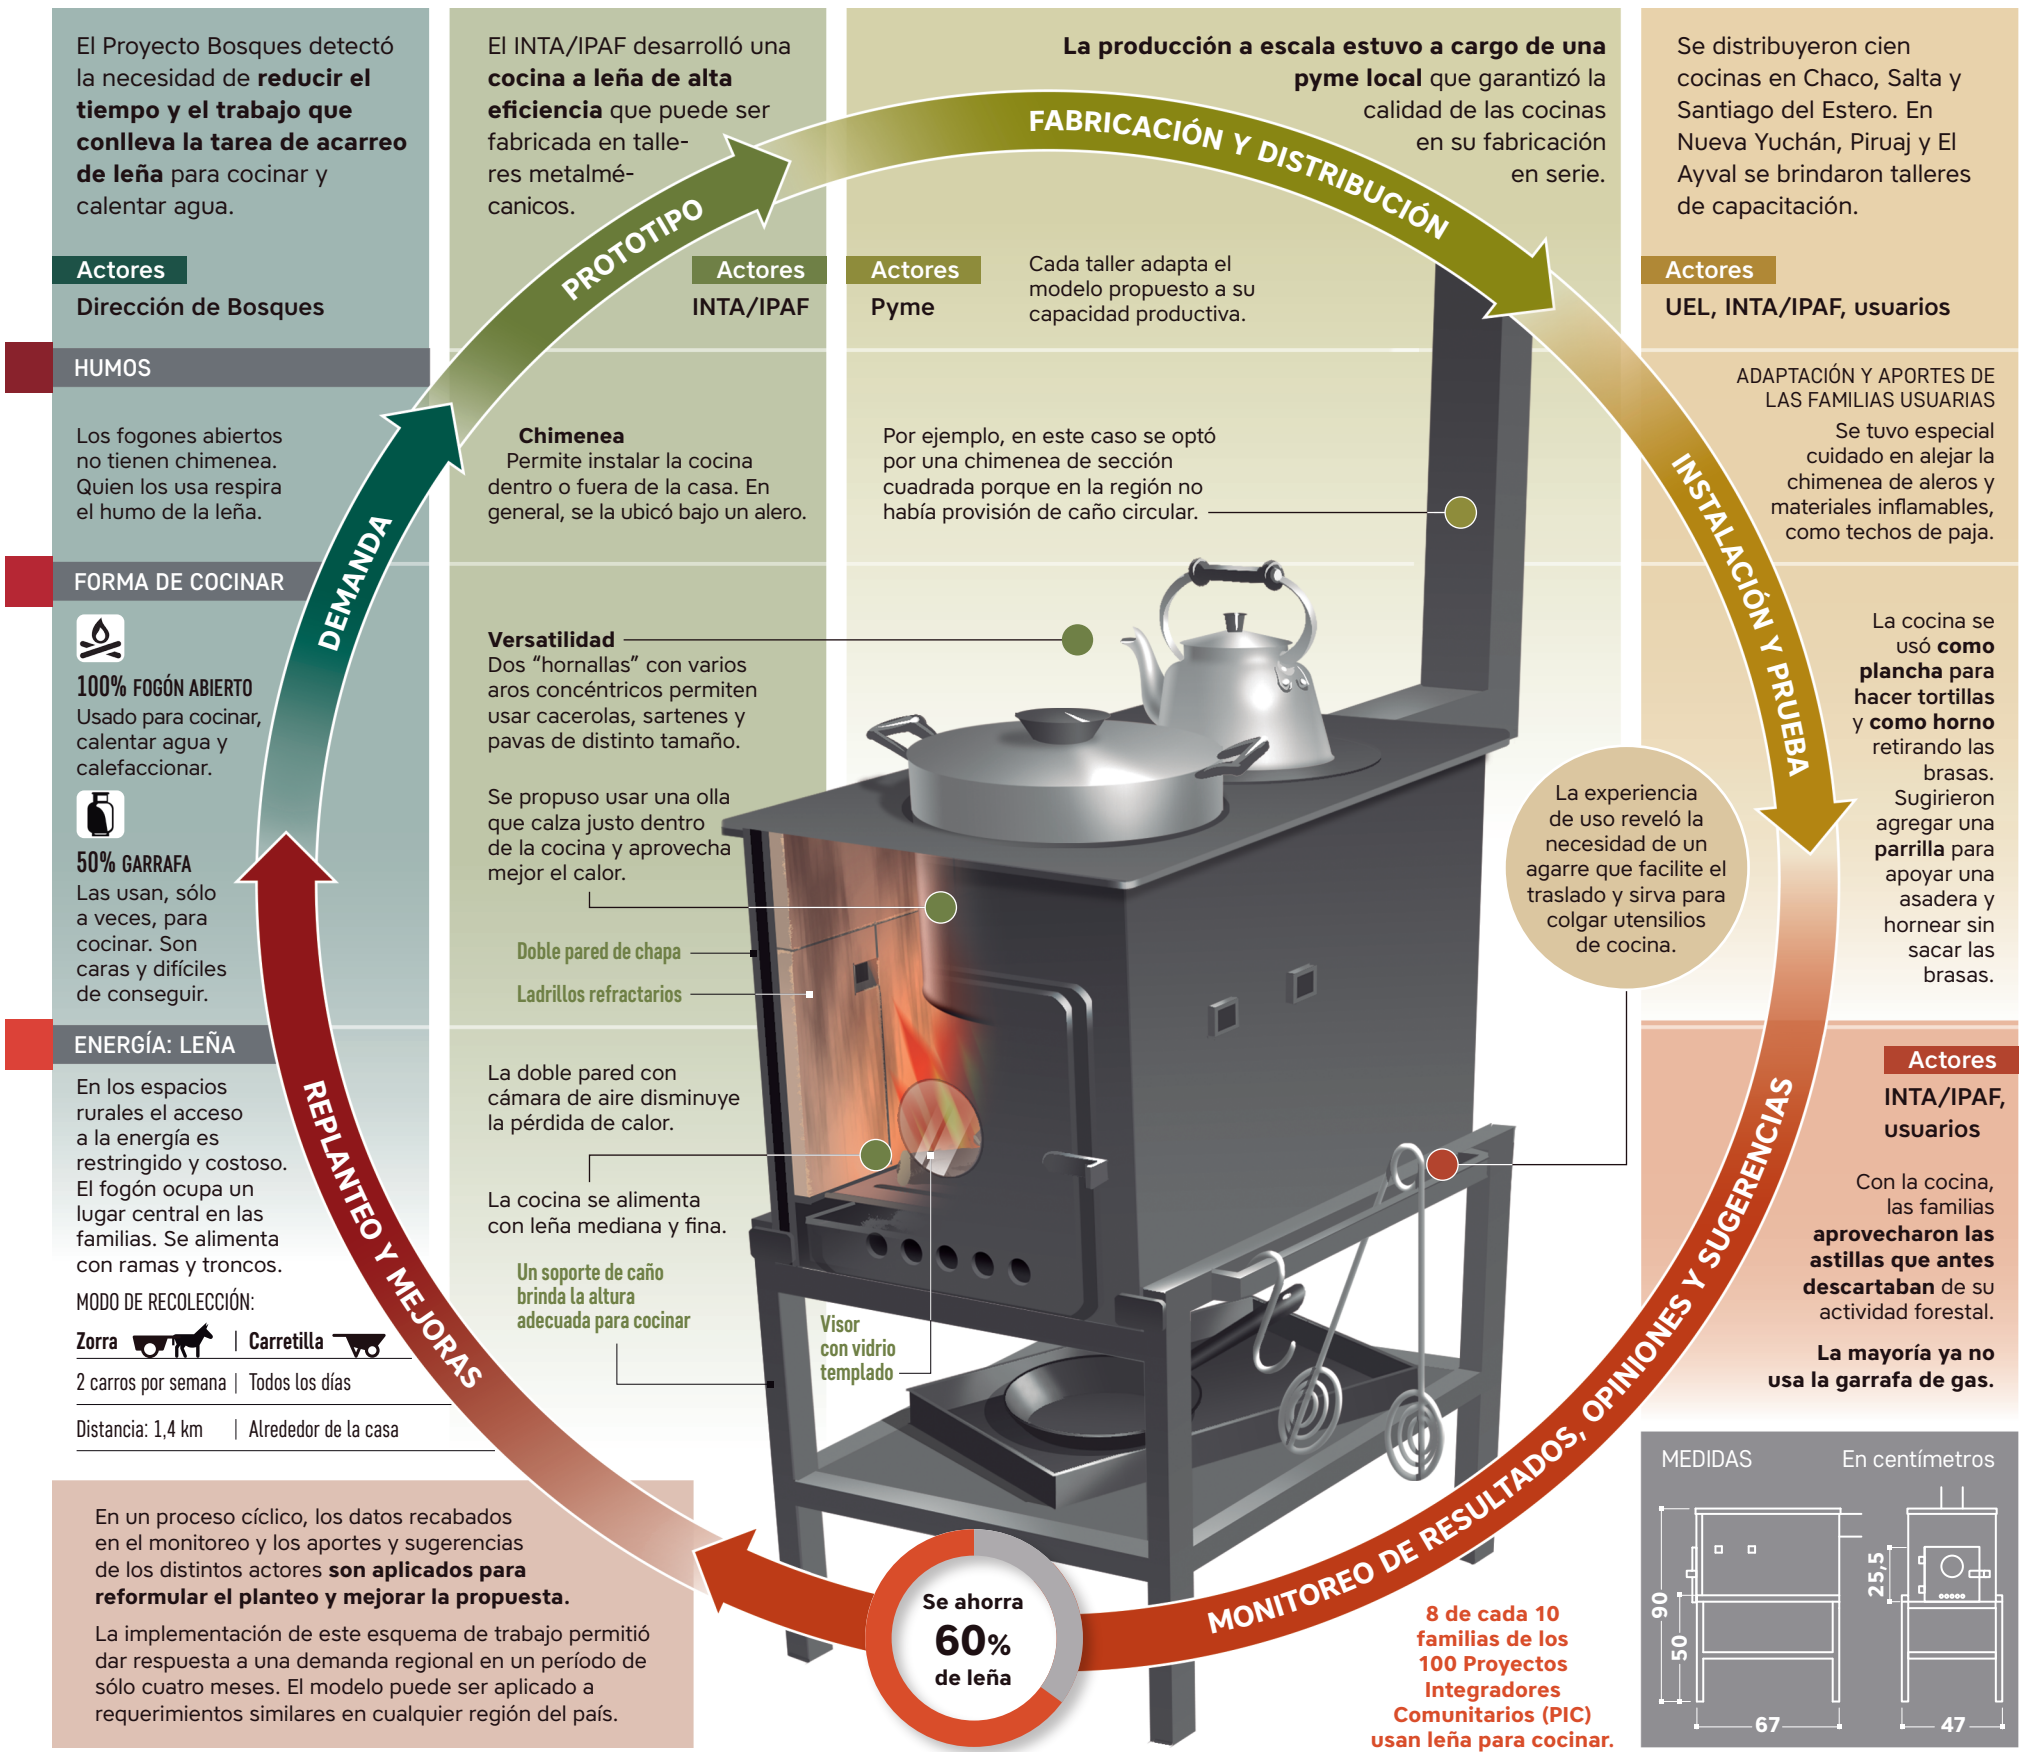 El Proyecto Bosques detectó
la necesidad de reducir el
tiempo y el trabajo que
conlleva la tarea de acarreo
de leña para cocinar y
calentar agua.
Actores
Dirección de Bosques
El INTA/IPAF desarrolló una
cocina a leña de alta
eficiencia que puede ser
fabricada en talle-
res metalmé-
canicos.
Actores
INTA/IPAF
La producción a escala estuvo a cargo de una
pyme local que garantizó la
calidad de las cocinas
en su fabricación
en serie.
Actores
Pyme
Cada taller adapta el
modelo propuesto a su
capacidad productiva.
Se distribuyeron cien
cocinas en Chaco, Salta y
Santiago del Estero. En
Nueva Yuchán, Piruaj y El
Ayval se brindaron talleres
de capacitación.
Actores
UEL, INTA/IPAF, usuarios
DEMANDA
PROTOTIPO
FABRICACIÓN Y DISTRIBUCIÓN
INSTALACIÓN Y PRUEBA
MONITOREO DE RESULTADOS, OPINIONES Y SUGERENCIAS
REPLANTEO Y MEJORAS
HUMOS
Los fogones abiertos
no tienen chimenea.
Quien los usa respira
el humo de la leña.
Chimenea
Permite instalar la cocina
dentro o fuera de la casa. En
general, se la ubicó bajo un alero.
Por ejemplo, en este caso se optó
por una chimenea de sección
cuadrada porque en la región no
había provisión de caño circular.
ADAPTACIÓN Y APORTES DE
LAS FAMILIAS USUARIAS
Se tuvo especial
cuidado en alejar la
chimenea de aleros y
materiales inflamables,
como techos de paja.
FORMA DE COCINAR
100% FOGÓN ABIERTO
Usado para cocinar,
calentar agua y
calefaccionar.
50% GARRAFA
Las usan, sólo
a veces, para
cocinar. Son
caras y difíciles
de conseguir.
Versatilidad
Dos “hornallas” con varios
aros concéntricos permiten
usar cacerolas, sartenes y
pavas de distinto tamaño.
Se propuso usar una olla
que calza justo dentro
de la cocina y aprovecha
mejor el calor.
Doble pared de chapa
Ladrillos refractarios
La cocina se
usó como
plancha para
hacer tortillas
y como horno
retirando las
brasas.
Sugirieron
agregar una
parrilla para
apoyar una
asadera y
hornear sin
sacar las
brasas.
La experiencia
de uso reveló la
necesidad de un
agarre que facilite el
traslado y sirva para
colgar utensilios
de cocina.
ENERGÍA: LEÑA
En los espacios
rurales el acceso
a la energía es
restringido y costoso.
El fogón ocupa un
lugar central en las
familias. Se alimenta
con ramas y troncos.
MODO DE RECOLECCIÓN:
Zorra | Carretilla
2 carros por semana | Todos los días
Distancia: 1,4 km | Alrededor de la casa
La doble pared con
cámara de aire disminuye
la pérdida de calor.
La cocina se alimenta
con leña mediana y fina.
Un soporte de caño
brinda la altura
adecuada para cocinar
Visor
con vidrio
templado
Actores
INTA/IPAF,
usuarios
Con la cocina,
las familias
aprovecharon las
astillas que antes
descartaban de su
actividad forestal.
La mayoría ya no
usa la garrafa de gas.
En un proceso cíclico, los datos recabados
en el monitoreo y los aportes y sugerencias
de los distintos actores son aplicados para
reformular el planteo y mejorar la propuesta.
La implementación de este esquema de trabajo permitió
dar respuesta a una demanda regional en un período de
sólo cuatro meses. El modelo puede ser aplicado a
requerimientos similares en cualquier región del país.
Se ahorra
60%
de leña
8 de cada 10
familias de los
100 Proyectos
Integradores
Comunitarios (PIC)
usan leña para cocinar.
MEDIDAS
En centímetros
90
50
67
25,5
47